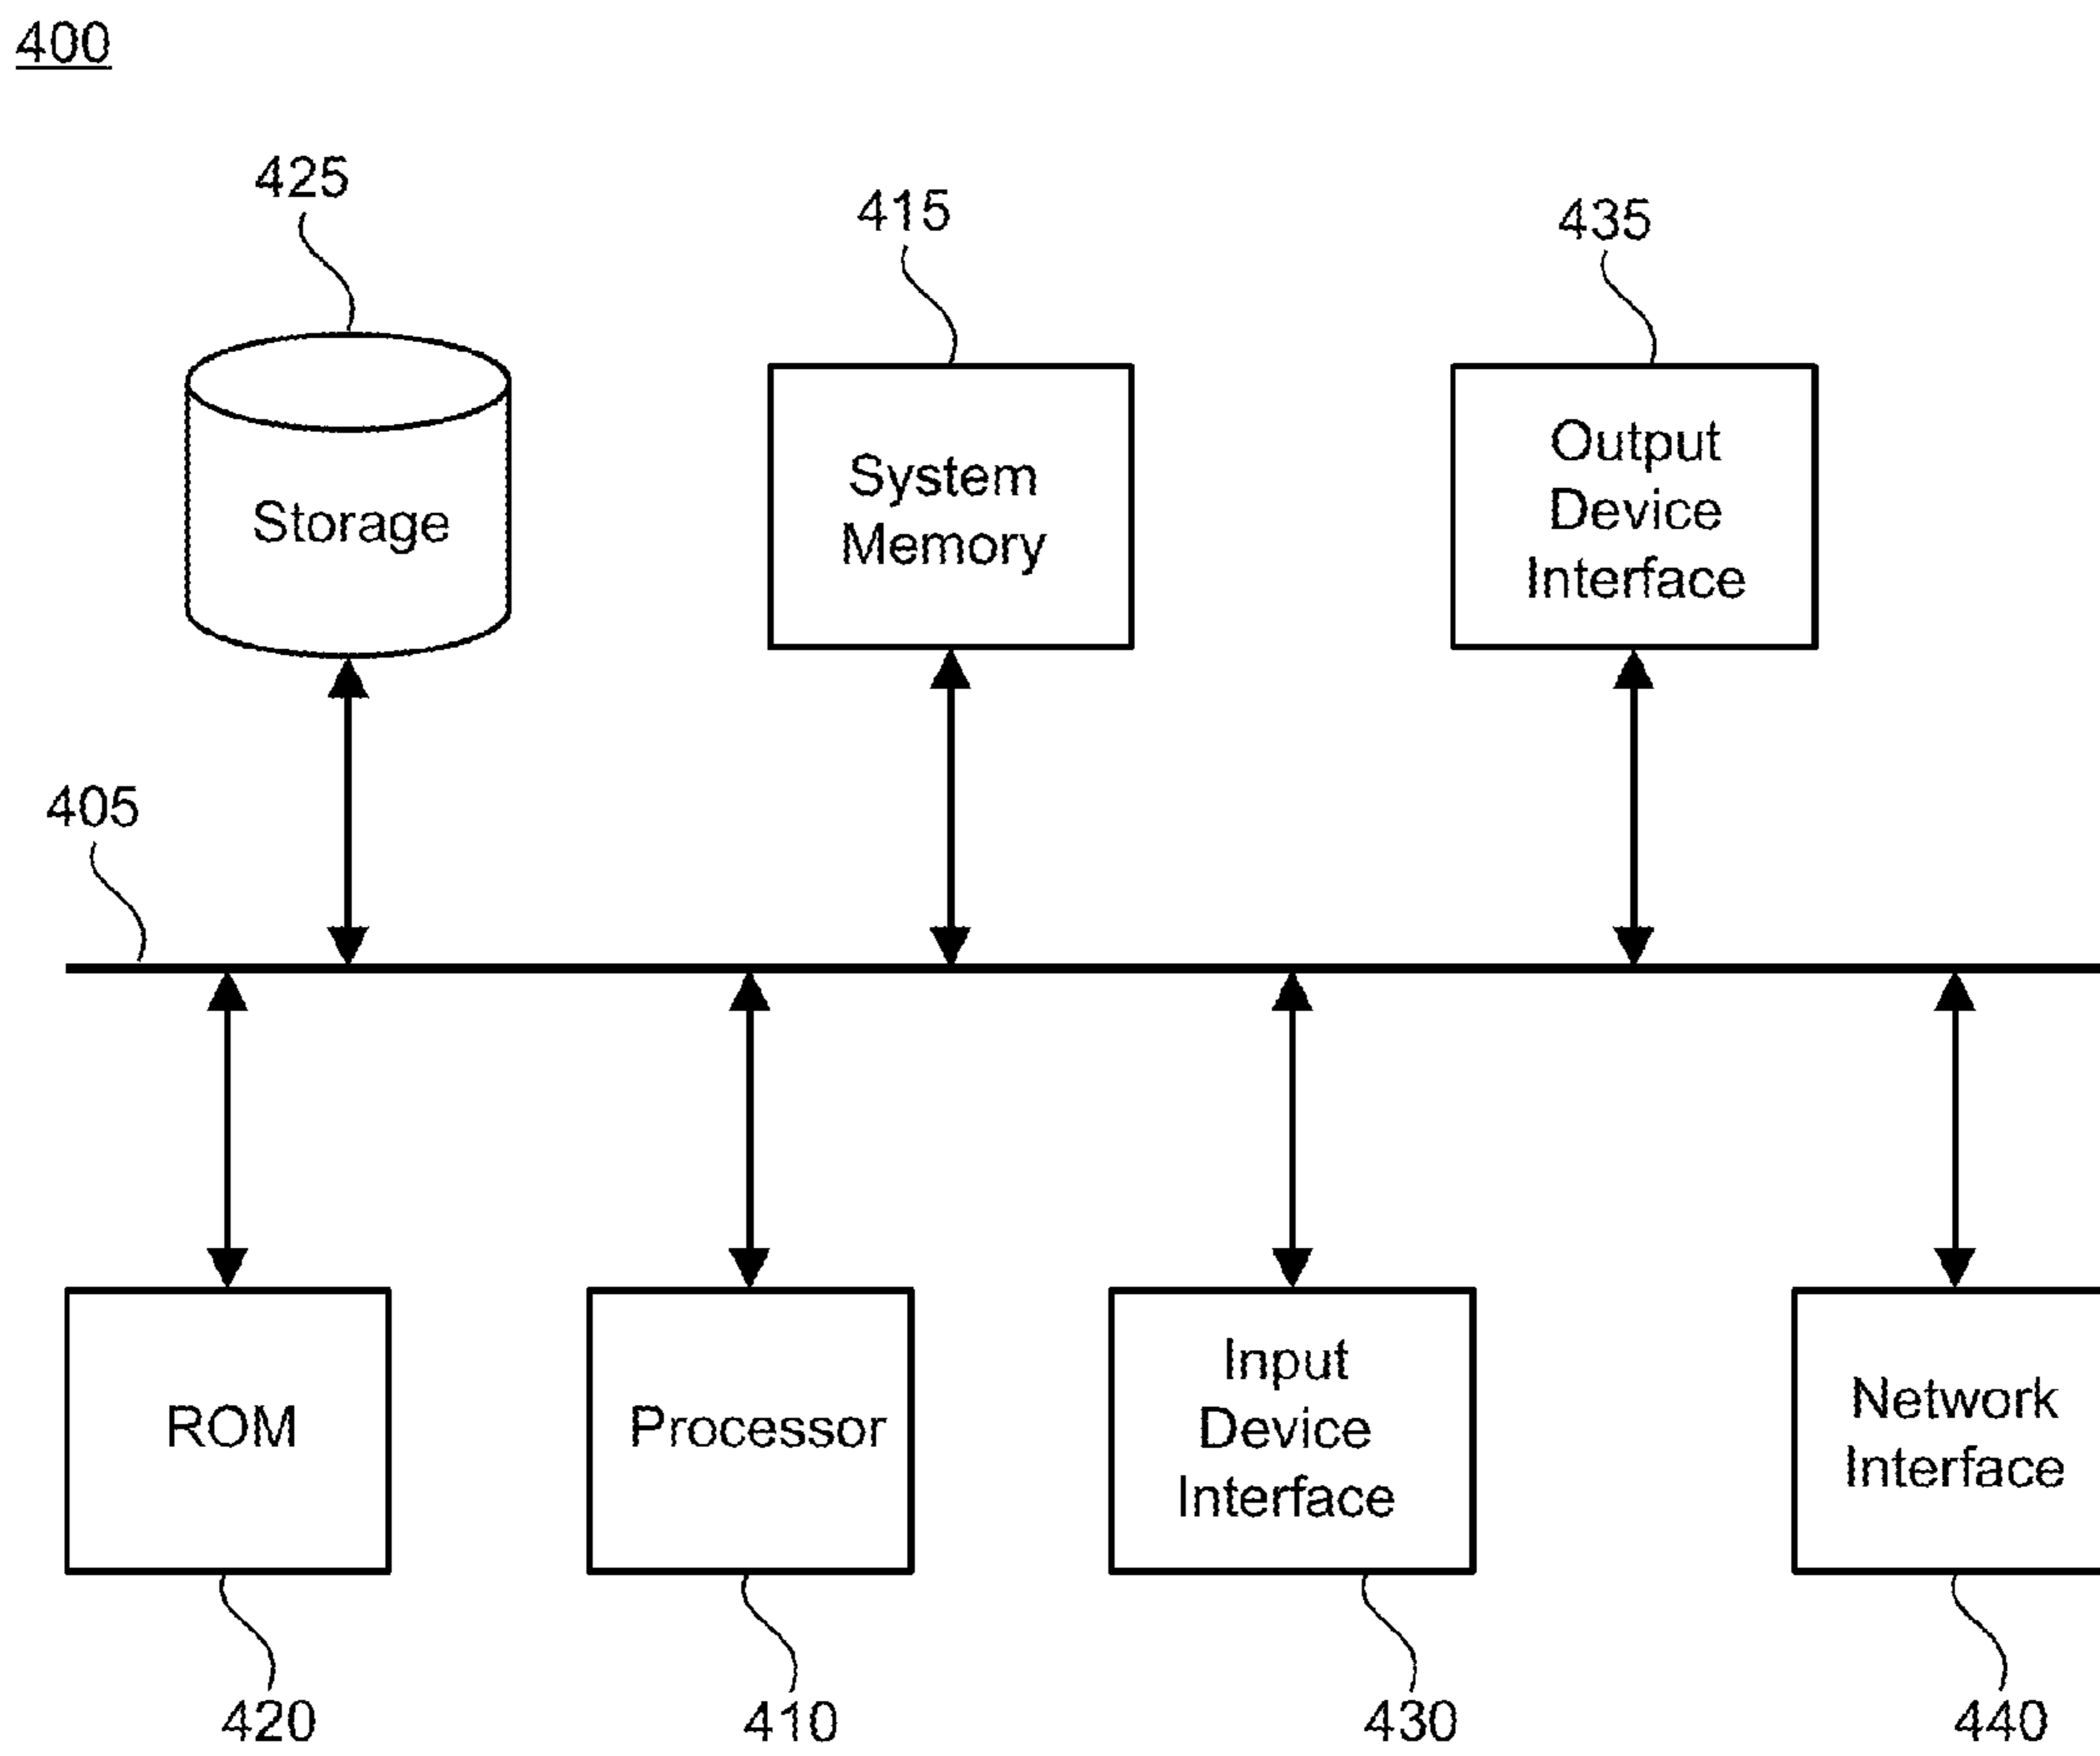 400
425
415
435
Storage
System
Memory
Output
Device
Interface
405
ROM
Processor
Input
Device
Interface
Network
Interface
420
410
430
440